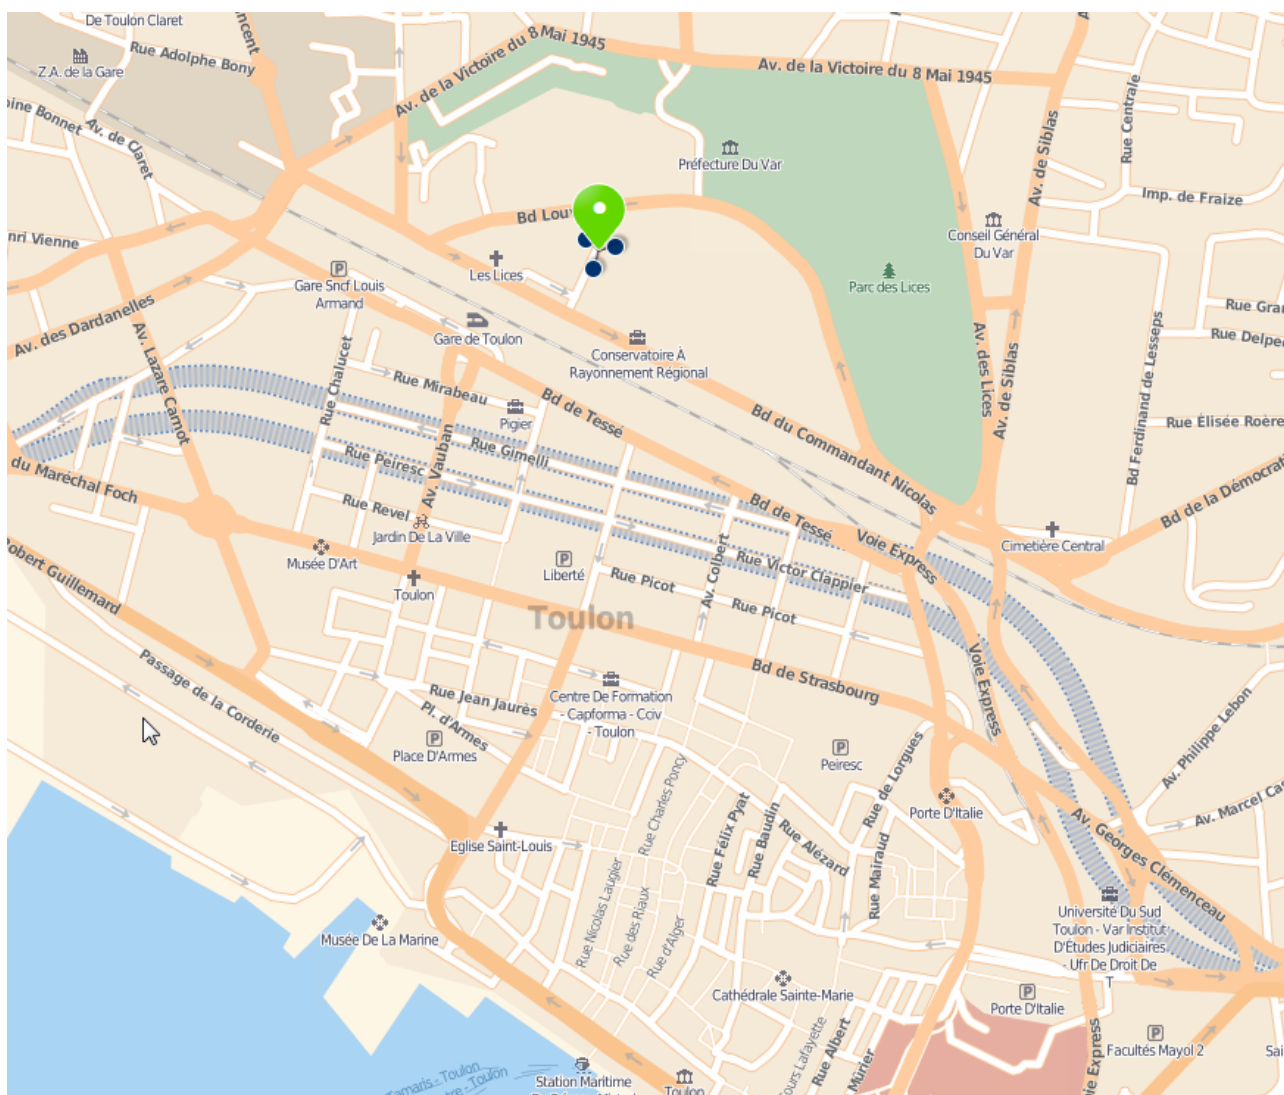 De Toulon Claret
Rue Adolphe Bony
Z.A. de la Gare
Av. de la Victoire du 8 Mai 1945
Av. de la Victoire du 8 Mai 1945
Av. de Claret
Bonnet
Rue Centrale
Av. de Siblas
Préfecture Du Var
Imp. de Fraize
Bd
Conseil Général
Du Var
Vienne
Les Lices
Gare Sncf Louis
Armand
Parc des Lices
Av. des Dardanelles
Gare de Toulon
Conservatoire À
Rayonnement Régional
Av. Lazare Carnot
Rue Chalucet
Rue Mirabeau
Pigier
Bd de Tessé
Bd du Commandant Nicolas
Av. des Lices
Av. de Siblas
Bd Ferdinand de Lesseps
Rue
Rue
Rue Élisée
du Maréchal Foch
Rue Peiresc
Av. Vauban
Rue Gimelli
Rue Revel
Jardin De La Ville
Musée D'Art
Toulon
Liberté
Rue Picot
Av. Colbert
Rue Picot
Rue Victor Clappier
Bd de Tessé
Voie Express
Cimetière Central
Bd de la
Guillemard
Toulon
Passage de la Corderie
Rue Jean Jaurès
Pl. d'Armes
Place D'Armes
Centre De Formation
- Capforma - Cciv
- Toulon
Bd de Strasbourg
Voie Express
Peiresc
Rue de Lorgues
Porte D'Italie
Av. Philippe Lebon
Av. Marcel
Av. Georges Clémenceau
Eglise Saint-Louis
Rue Charles Poncy
Rue Félix Pyat
Rue Baudin
Rue Alézard
Rue Mairaud
Rue Nicolas Laugier
Rue des Riaux
Rue d'Alger
Musée De La Marine
Université Du Sud
Toulon - Var Institut
D'Études Judiciaires
- Ufr De Droit De
T
Cathédrale Sainte-Marie
Porte D'Italie
Facultés Mayol 2
Rue Albert
Mûrier
Lafayette
Express
Tamaris - Toulon
Toulon
Station Maritime
Toulon